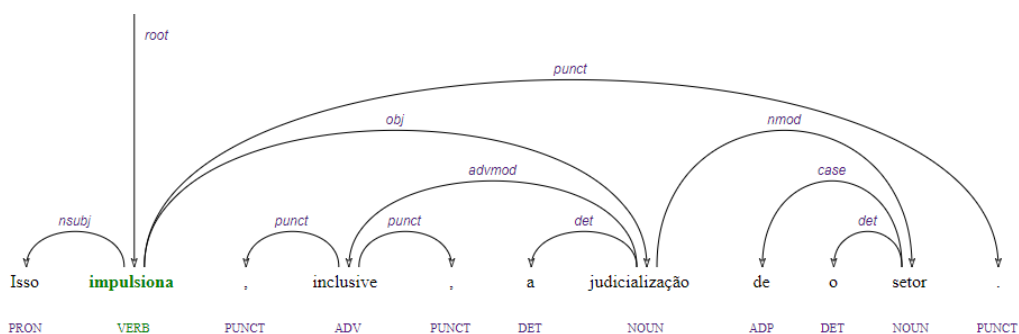 root
punct
obj
nmod
advmod
case
nsubj
punct
punct
det
det
Isso impulsiona , inclusive , a judicialização de o setor .
PRON VERB PUNCT ADV PUNCT DET NOUN ADP DET NOUN PUNCT